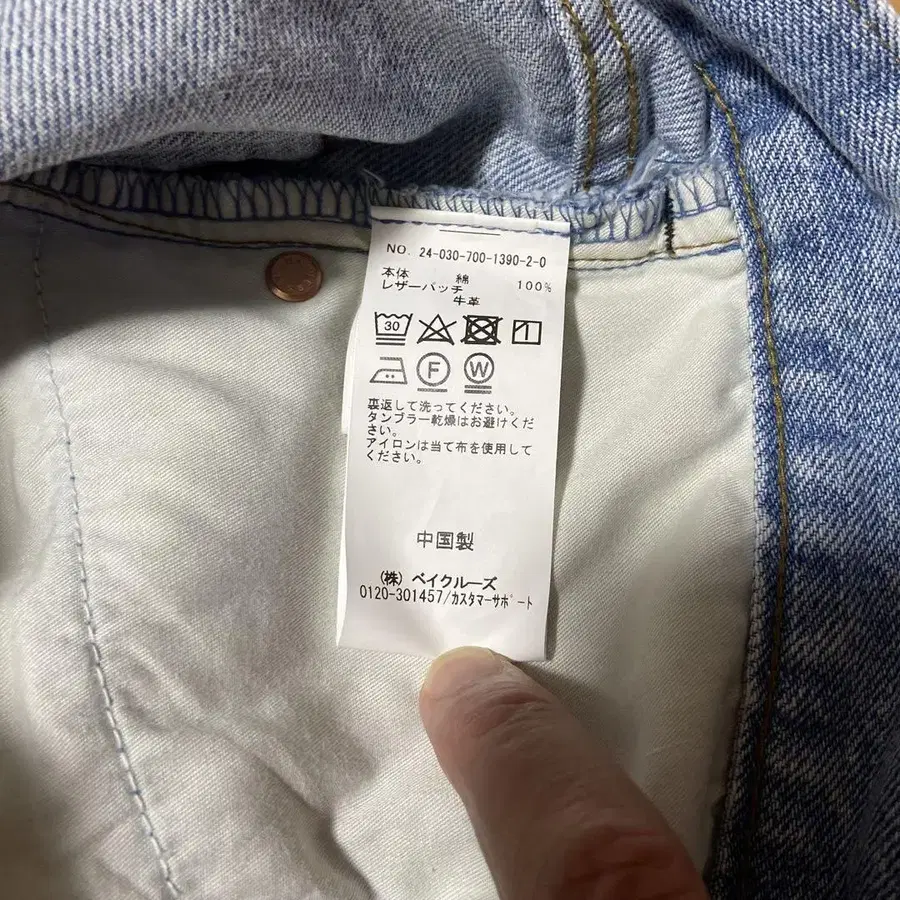 NO. 24-030-700-1390-2-0
本体 綿 100%
レザーパッチ
牛革
30
F W
裏返して洗ってください。
タンブラー乾燥はお避けくだ
さい。
アイロンは当て布を使用して
ください。
中国製
(株) ベイクルーズ
0120-301457/カスタマーサポート